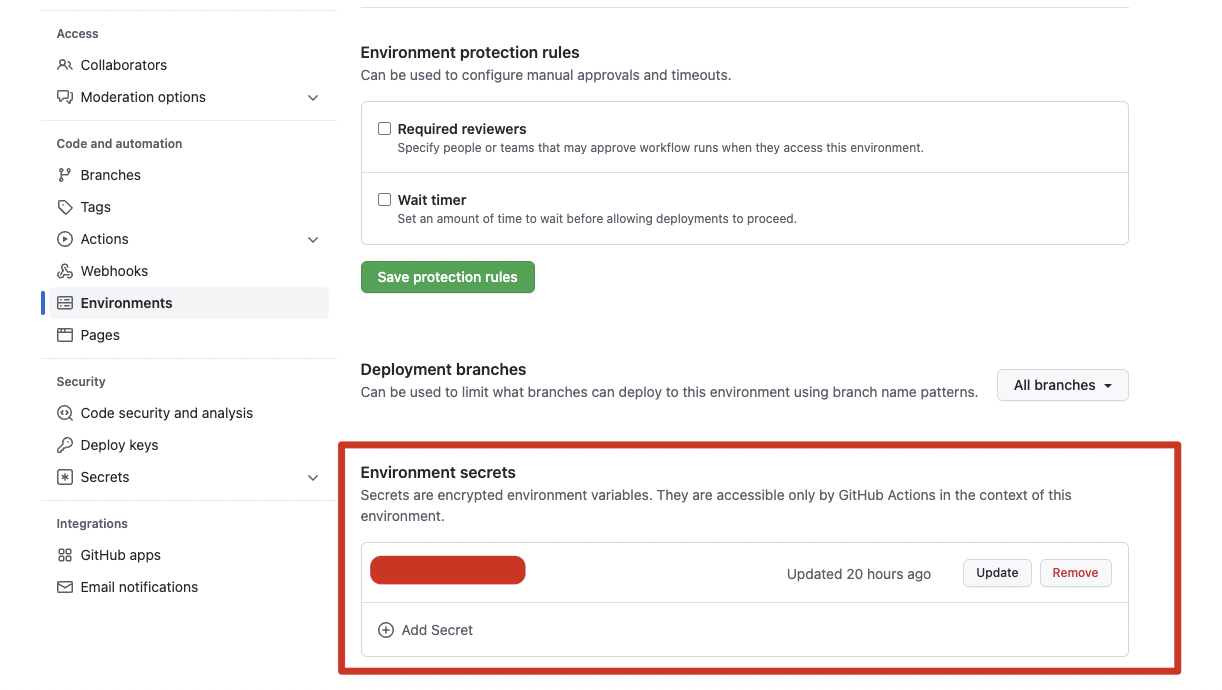 Access
Collaborators
Moderation options
Code and automation
Branches
Tags
Actions
Webhooks
Environments
Pages
Security
Code security and analysis
Deploy keys
Secrets
Integrations
GitHub apps
Email notifications
Environment protection rules
Can be used to configure manual approvals and timeouts.
Required reviewers
Specify people or teams that may approve workflow runs when they access this environment.
Wait timer
Set an amount of time to wait before allowing deployments to proceed.
Save protection rules
Deployment branches
Can be used to limit what branches can deploy to this environment using branch name patterns.
All branches
Environment secrets
Secrets are encrypted environment variables. They are accessible only by GitHub Actions in the context of this
environment.
Updated 20 hours ago
Update
Remove
Add Secret